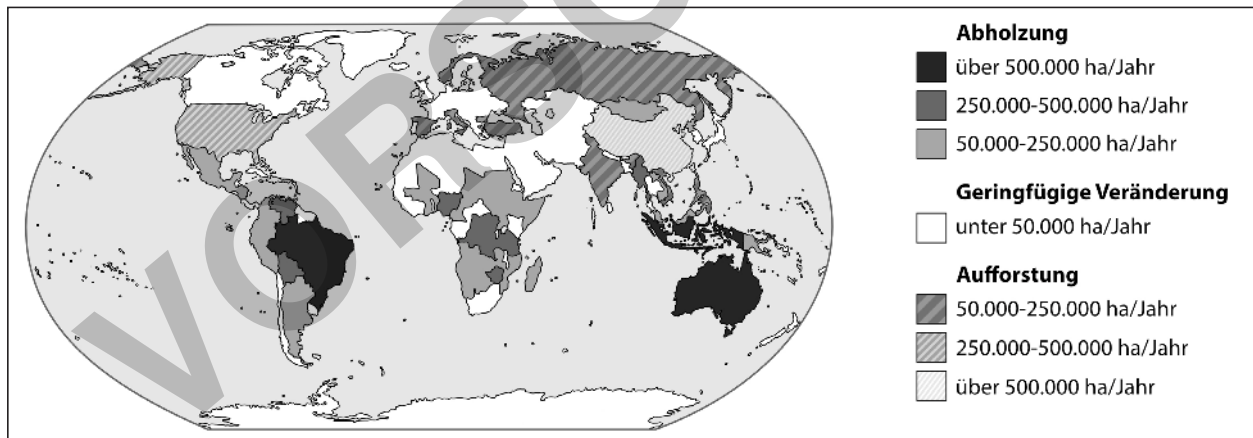 Abholzung
über 500.000 ha/Jahr
250.000-500.000 ha/Jahr
50.000-250.000 ha/Jahr
Geringfügige Veränderung
unter 50.000 ha/Jahr
Aufforstung
50.000-250.000 ha/Jahr
250.000-500.000 ha/Jahr
über 500.000 ha/Jahr
VORSC